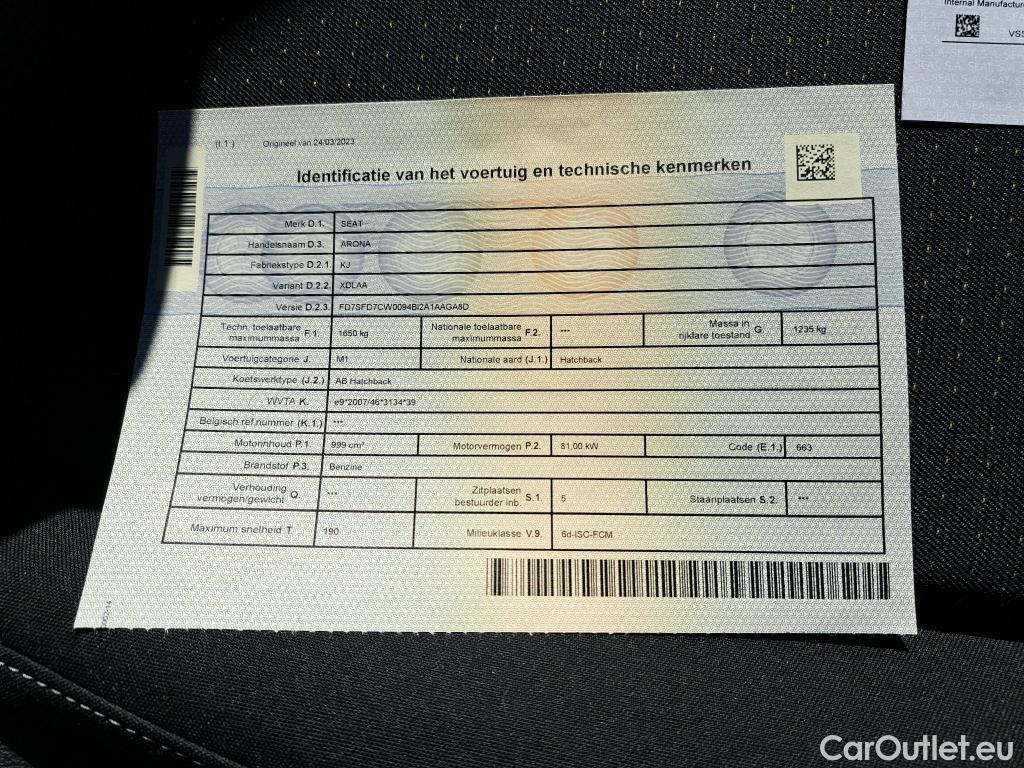 Internal Manufactur
VSS
(I.1.) Origineel van 24/03/2023
Identificatie van het voertuig en technische kenmerken
Merk D.1. SEAT
Handelsnaam D.3. ARONA
Fabriekstype D.2.1. KJ
Variant D.2.2. XDLAA
Versie D.2.3. FD7SFD7CW0094BI2A1AAGA8D
Techn. toelaatbare maximummassa F.1. 1650 kg Nationale toelaatbare maximummassa F.2. *** Massa in rijklare toestand G 1235 kg
Voertuigcategorie J. M1 Nationale aard (J.1.) Hatchback
Koetswerktype (J.2.) AB Hatchback
WVTA K. e9*2007/46*3134*39
Belgisch ref.nummer (K.1.) ***
Motorinhoud P.1. 999 cm³ Motorvermogen P.2. 81.00 kW Code (E.1.) 663
Brandstof P.3. Benzine
Verhouding vermogen/gewicht Q. *** Zitplaatsen bestuurder inb. S.1. 5 Staanplaatsen S.2. ***
Maximum snelheid T. 190 Milieuklasse V.9. 6d-ISC-FCM
CarOutlet.eu